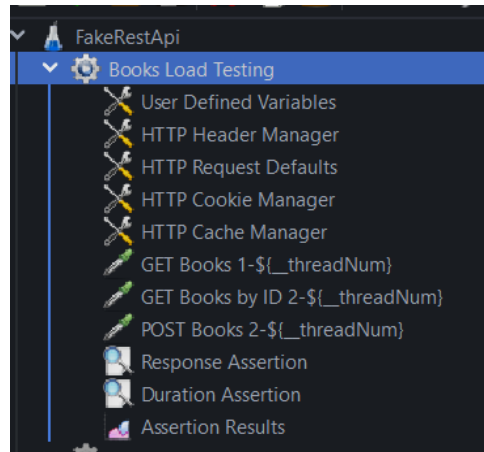 FakeRestApi
Books Load Testing
User Defined Variables
HTTP Header Manager
HTTP Request Defaults
HTTP Cookie Manager
HTTP Cache Manager
GET Books 1-${__threadNum}
GET Books by ID 2-${__threadNum}
POST Books 2-${__threadNum}
Response Assertion
Duration Assertion
Assertion Results